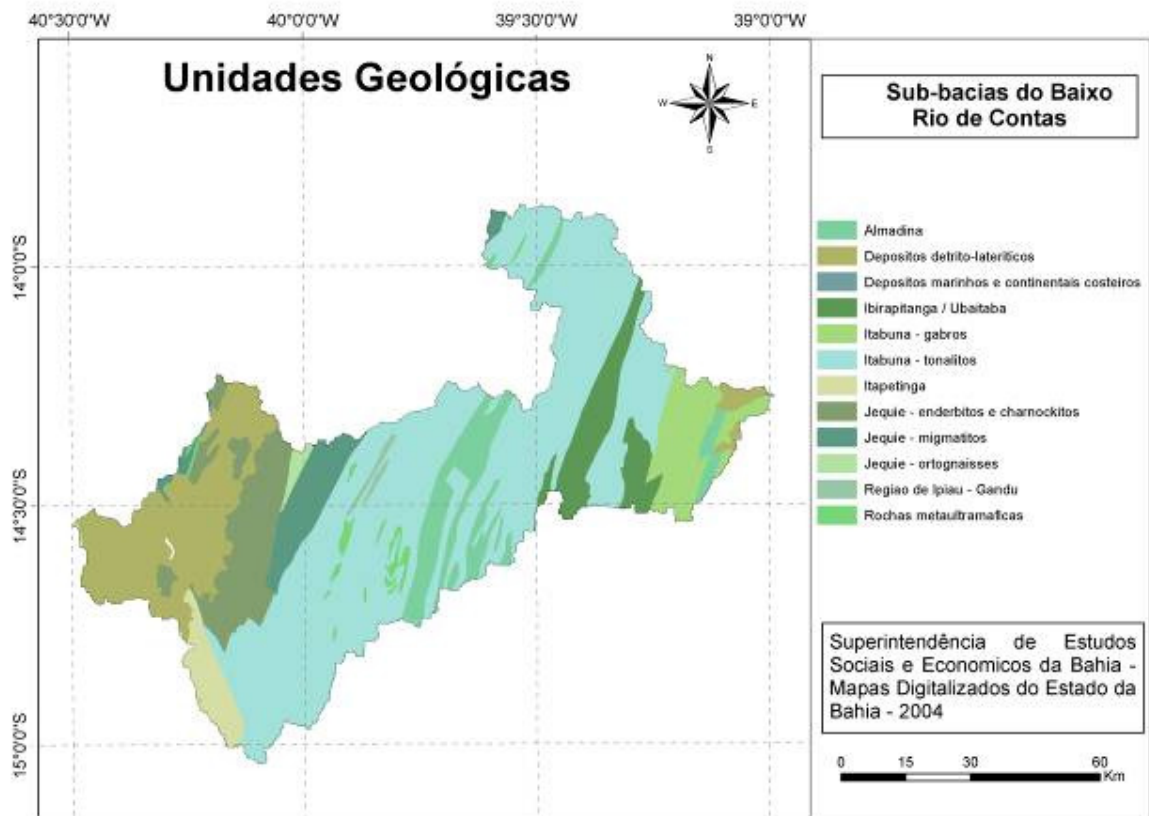 40°30'0"W 40°0'0"W 39°30'0"W 39°0'0"W
Unidades Geológicas
N
W E
S
14°0'0"S
14°30'0"S
15°0'0"S
Sub-bacias do Baixo
Rio de Contas
Almadina
Depositos detrito-lateriticos
Depositos marinhos e continentais costeiros
Ibirapitanga / Ubaitaba
Itabuna - gabros
Itabuna - tonalitos
Itapetinga
Jequie - enderbitos e charnockitos
Jequie - migmatitos
Jequie - ortognaisses
Regiao de Ipiau - Gandu
Rochas metaultramaficas
Superintendência de Estudos
Sociais e Economicos da Bahia -
Mapas Digitalizados do Estado da
Bahia - 2004
0 15 30 60
Km